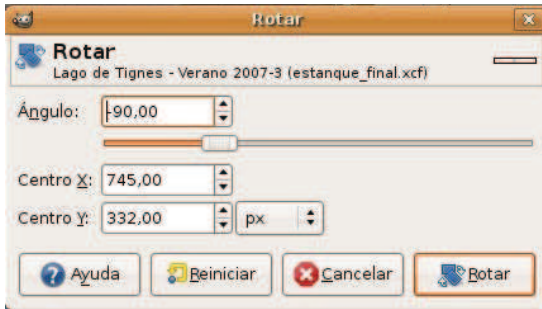 Rotar
Rotar
Lago de Tignes - Verano 2007-3 (estanque_final.xcf)
Ángulo: -90,00
Centro X: 745,00
Centro Y: 332,00 px
Ayuda Reiniciar Cancelar Rotar